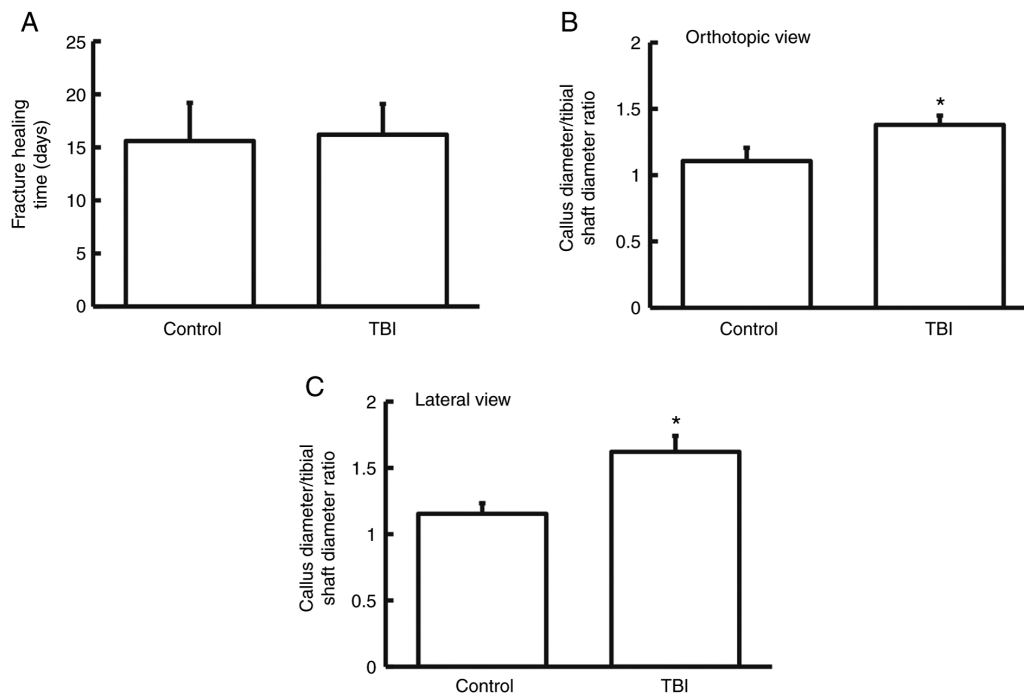 A
Fracture healing
time (days)
25
20
15
10
5
0
Control
TBI
B
Orthotopic view
Callus diameter/tibial
shaft diameter ratio
2
1.5
*
1
0.5
0
Control
TBI
C
Lateral view
Callus diameter/tibial
shaft diameter ratio
2
*
1.5
1
0.5
0
Control
TBI